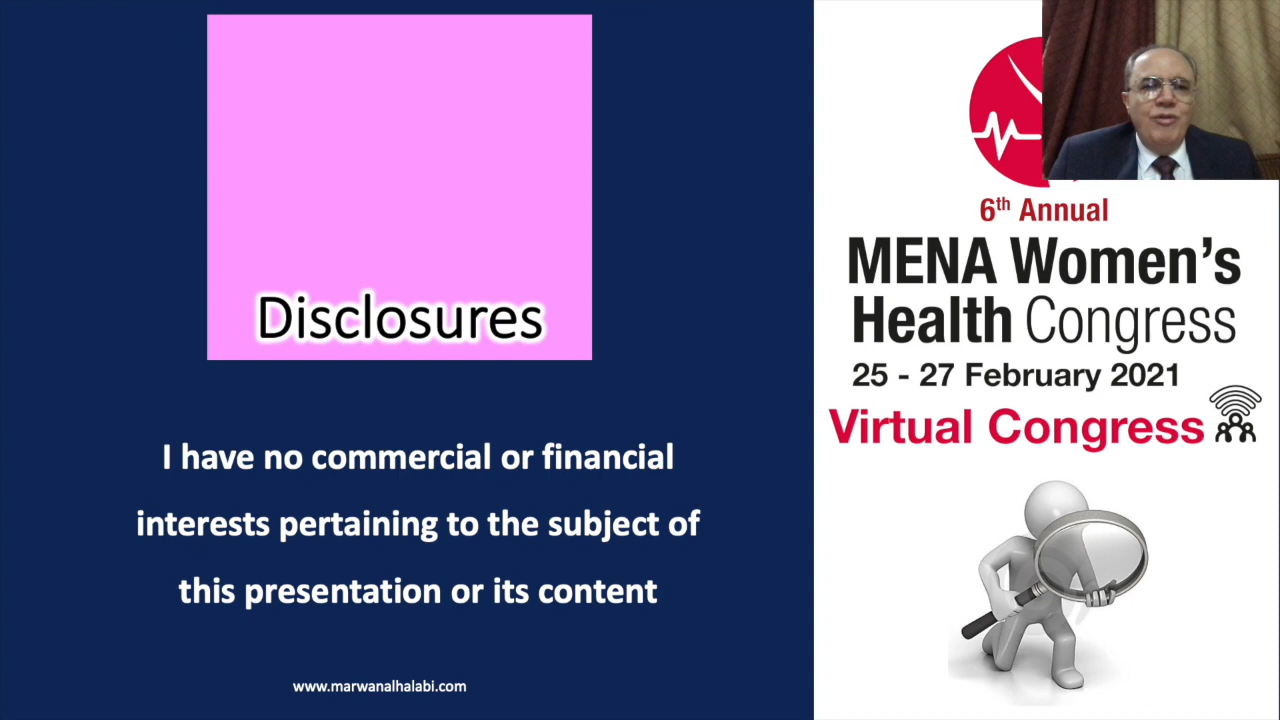 Disclosures
I have no commercial or financial
interests pertaining to the subject of
this presentation or its content
www.marwanalhalabi.com
6th Annual
MENA Women's
Health Congress
25 - 27 February 2021
Virtual Congress